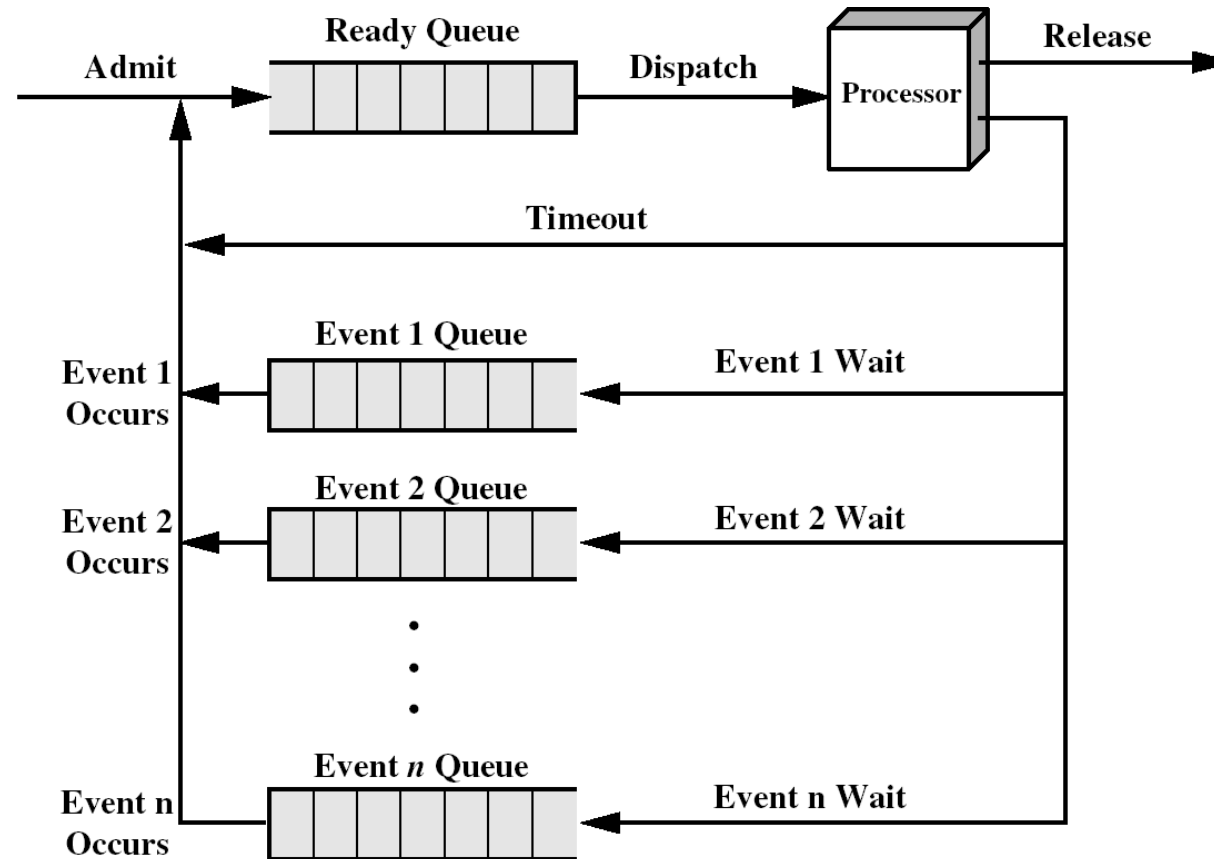 Ready Queue
Admit
Dispatch
Processor
Release
Timeout
Event 1 Queue
Event 1
Occurs
Event 1 Wait
Event 2 Queue
Event 2
Occurs
Event 2 Wait
Event n Queue
Event n
Occurs
Event n Wait